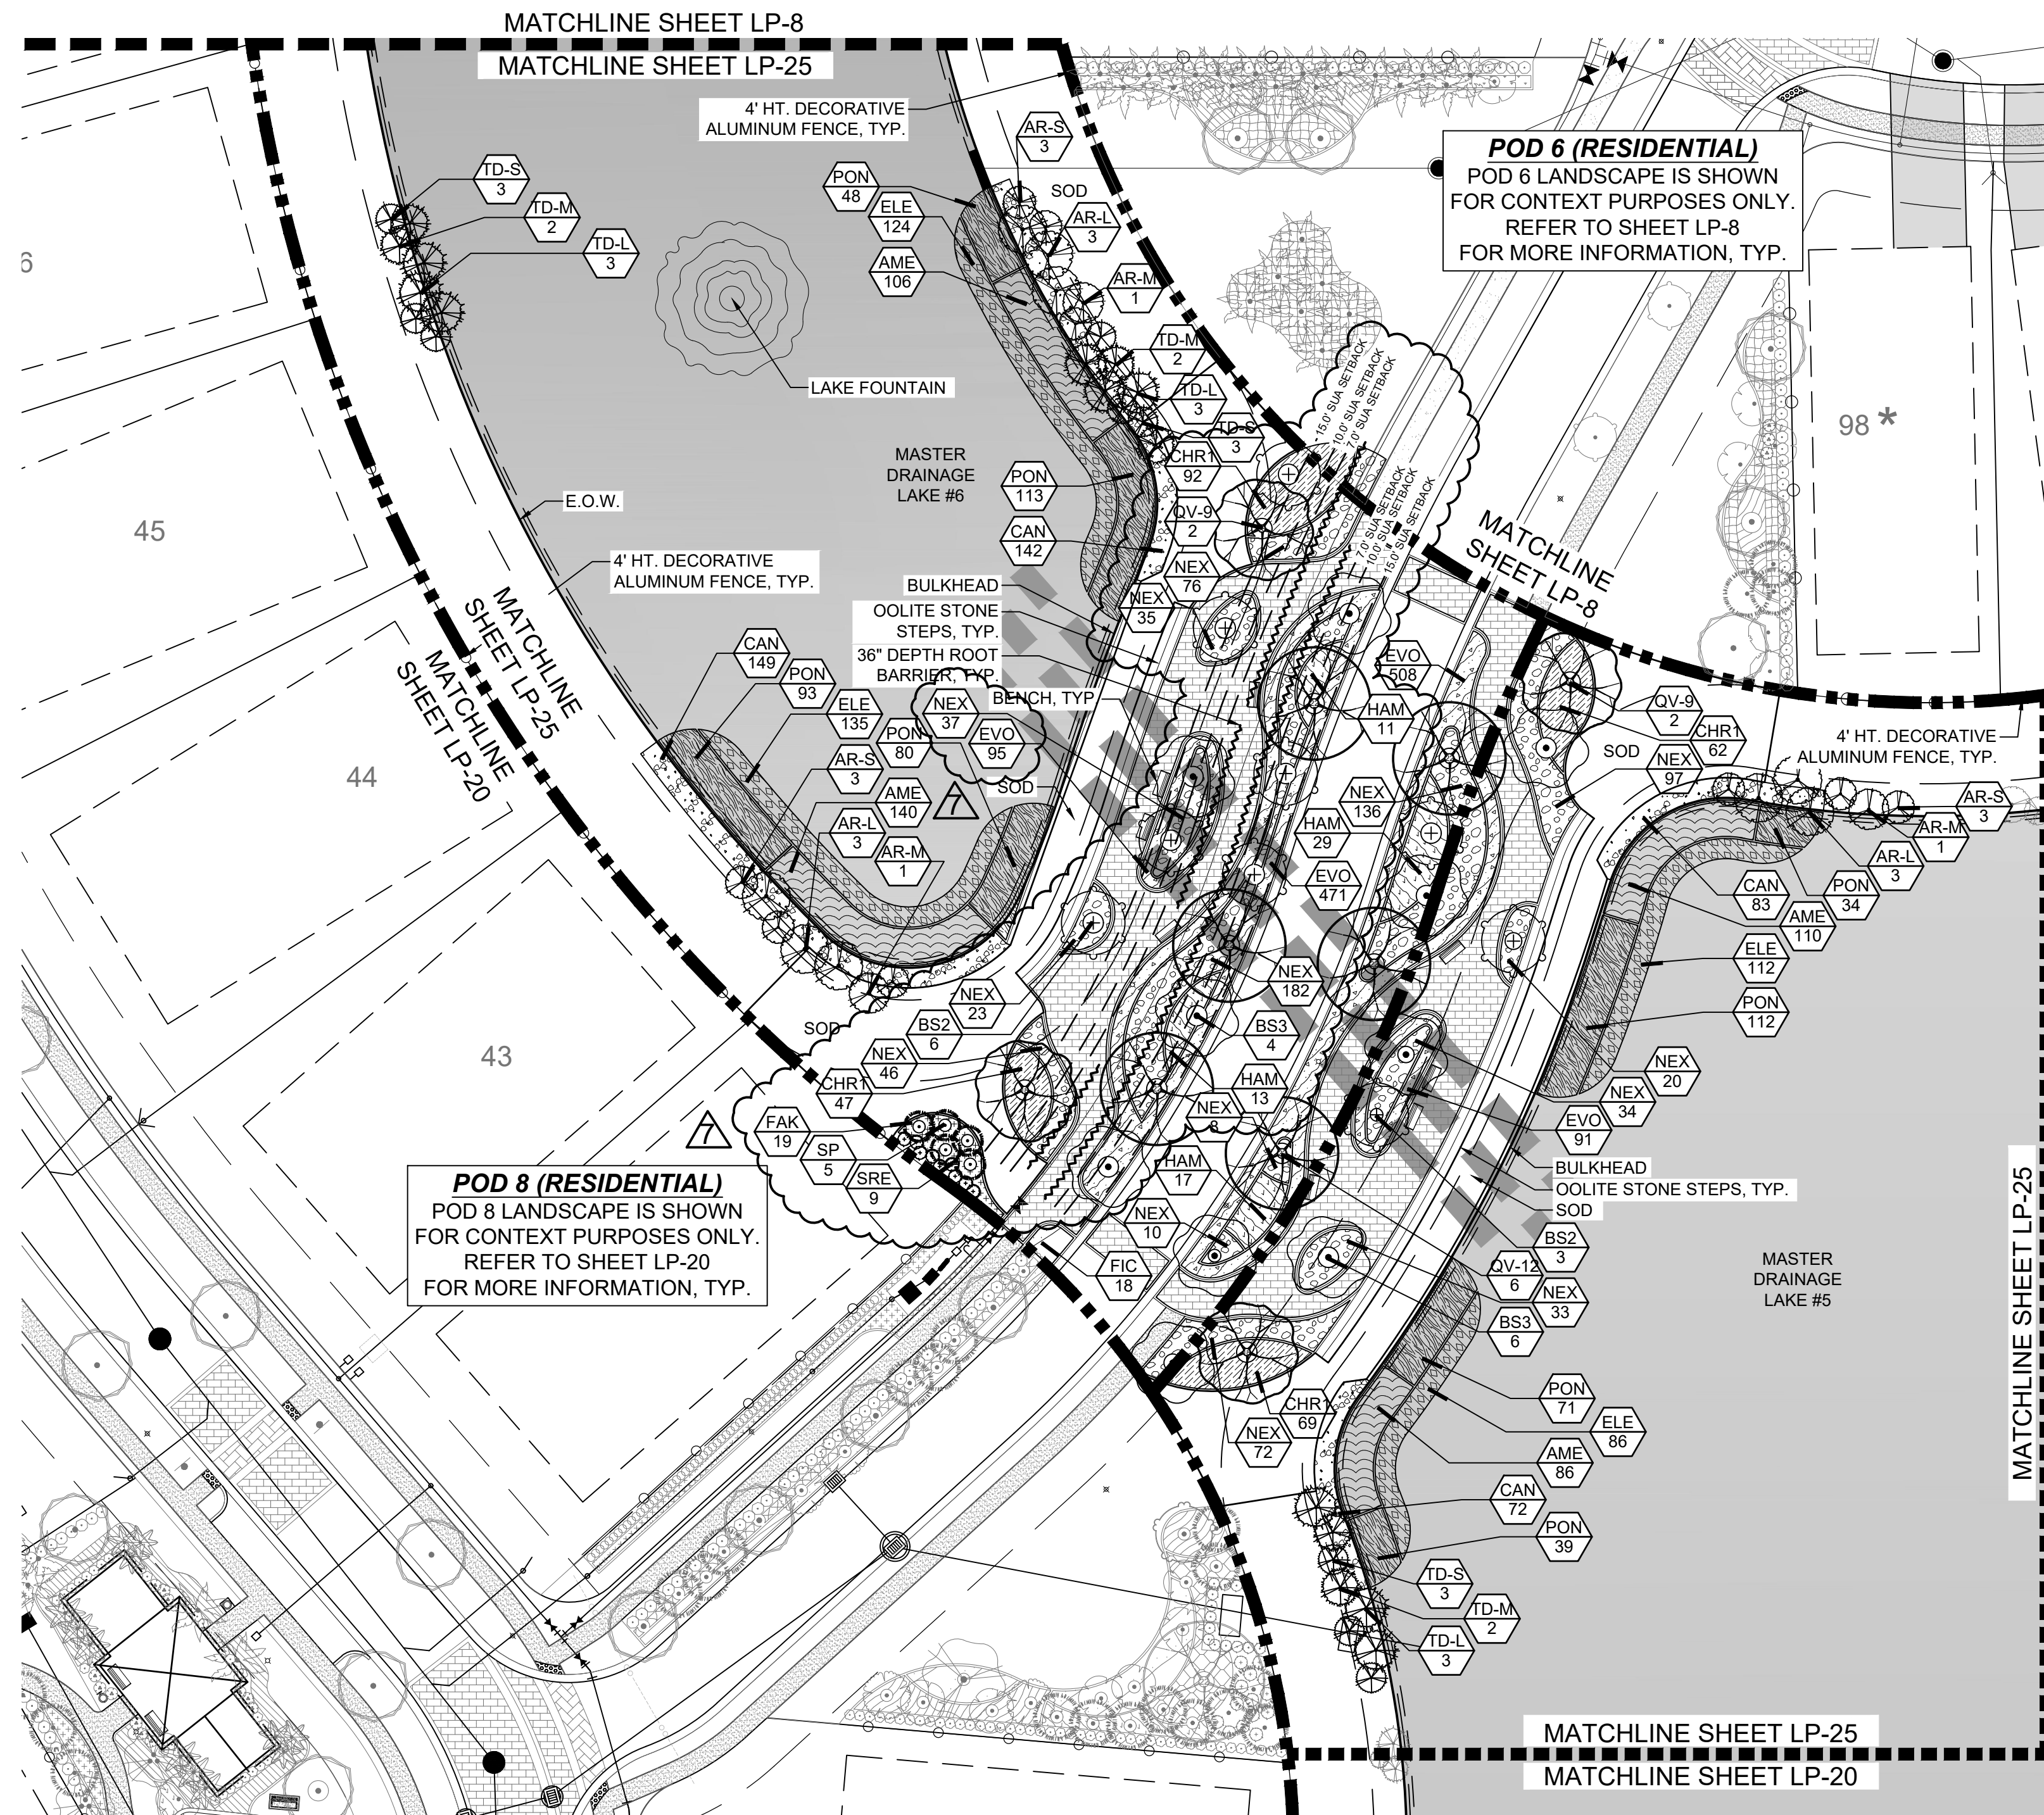 MATCHLINE SHEET LP-8
MATCHLINE SHEET LP-25
4' HT. DECORATIVE
ALUMINUM FENCE, TYP.
AR-S
3
SOD
AR-L
3
AR-M
1
TD-M
2
TD-L
3
TD-S
3
POD 6 (RESIDENTIAL)
POD 6 LANDSCAPE IS SHOWN
FOR CONTEXT PURPOSES ONLY.
REFER TO SHEET LP-8
FOR MORE INFORMATION, TYP.
TD-S
3
TD-M
2
TD-L
3
PON
48
ELE
124
AME
106
LAKE FOUNTAIN
MASTER
DRAINAGE
LAKE #6
E.O.W.
4' HT. DECORATIVE
ALUMINUM FENCE, TYP.
6
45
44
43
98 *
15.0' SUA SETBACK
10.0' SUA SETBACK
7.0' SUA SETBACK
7.0' SUA SETBACK
10.0' SUA SETBACK
15.0' SUA SETBACK
CHR1
92
PON
113
QV-9
2
CAN
142
NEX
76
NEX
35
BULKHEAD
OOLITE STONE
STEPS, TYP.
36" DEPTH ROOT
BARRIER, TYP.
BENCH, TYP
MATCHLINE
SHEET LP-8
MATCHLINE
SHEET LP-25
MATCHLINE
SHEET LP-20
CAN
149
PON
93
ELE
135
PON
80
NEX
37
EVO
95
AR-S
3
AME
140
7
SOD
AR-L
3
AR-M
1
EVO
508
HAM
11
NEX
136
HAM
29
EVO
471
QV-9
2
CHR1
62
SOD
NEX
97
4' HT. DECORATIVE
ALUMINUM FENCE, TYP.
AR-S
3
AR-M
1
AR-L
3
CAN
83
PON
34
AME
110
ELE
112
PON
112
NEX
182
BS3
4
NEX
23
BS2
6
SOD
NEX
46
CHR1
47
7
FAK
19
SP
5
SRE
9
HAM
13
NEX
8
HAM
17
NEX
10
FIC
18
NEX
20
NEX
34
EVO
91
BULKHEAD
OOLITE STONE STEPS, TYP.
SOD
BS2
3
QV-12
6
NEX
33
BS3
6
MASTER
DRAINAGE
LAKE #5
POD 8 (RESIDENTIAL)
POD 8 LANDSCAPE IS SHOWN
FOR CONTEXT PURPOSES ONLY.
REFER TO SHEET LP-20
FOR MORE INFORMATION, TYP.
CHR1
69
NEX
72
PON
71
ELE
86
AME
86
CAN
72
PON
39
TD-S
3
TD-M
2
TD-L
3
MATCHLINE SHEET LP-25
MATCHLINE SHEET LP-25
MATCHLINE SHEET LP-20